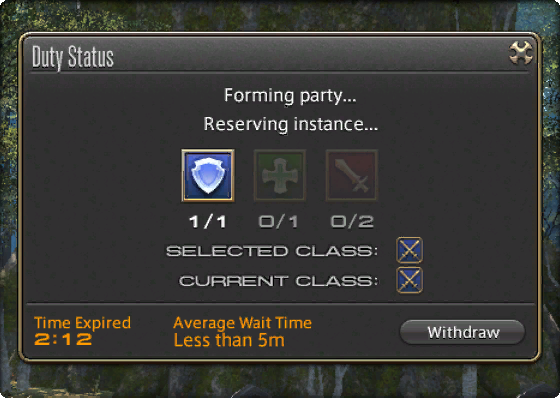 Duty Status
Forming party...
Reserving instance...
1/1 0/1 0/2
SELECTED CLASS:
CURRENT CLASS:
Time Expired Average Wait Time
2:12 Less than 5m Withdraw